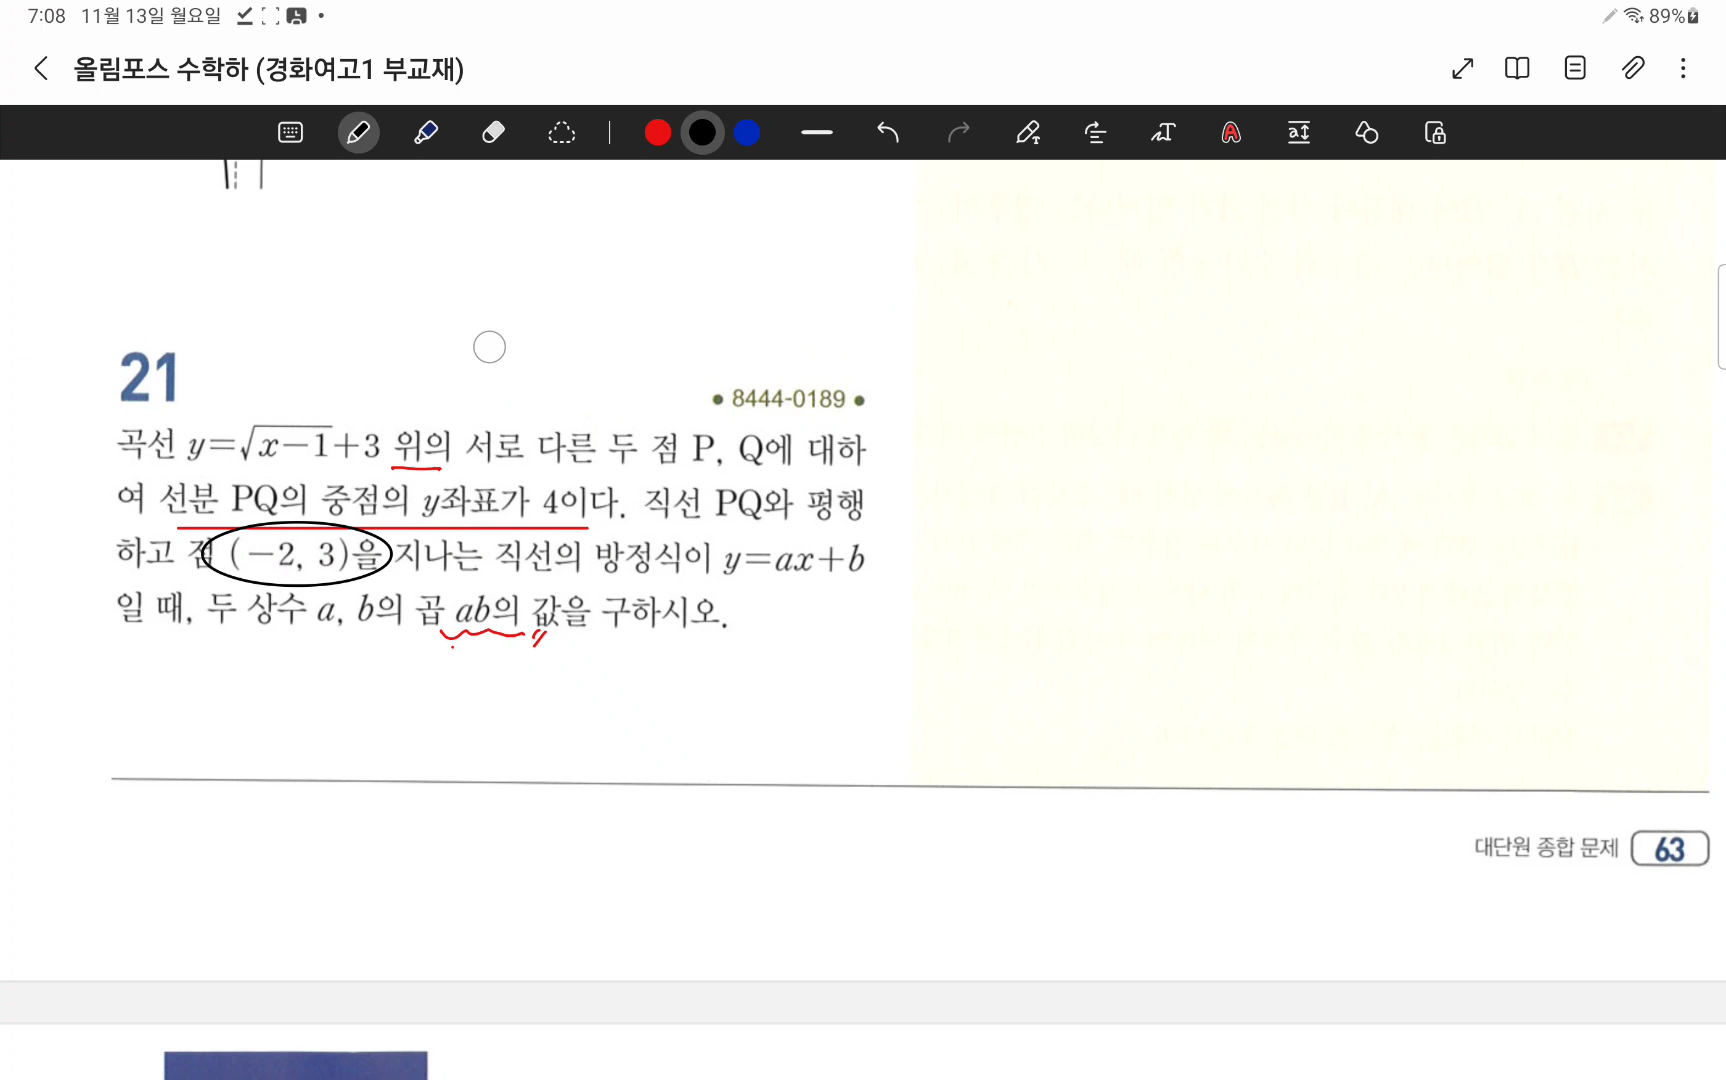 7:08 11월 13일 월요일
89%
올림포스 수학하 (경화여고1 부교재)
21
• 8444-0189 •
곡선 y=√x−1+3 위의 서로 다른 두 점 P, Q에 대하
여 선분 PQ의 중점의 y좌표가 4이다. 직선 PQ와 평행
하고 점 (−2, 3)을 지나는 직선의 방정식이 y=ax+b
일 때, 두 상수 a, b의 곱 ab의 값을 구하시오.
대단원 종합 문제 63